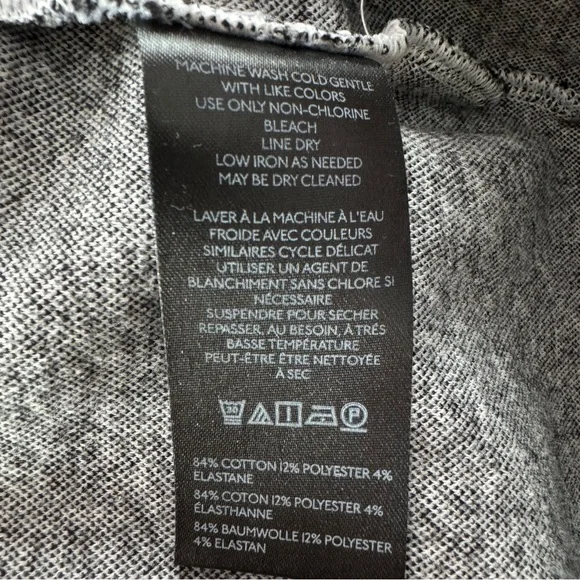 MACHINE WASH COLD GENTLE
WITH LIKE COLORS
USE ONLY NON-CHLORINE
BLEACH
LINE DRY
LOW IRON AS NEEDED
MAY BE DRY CLEANED
LAVER À LA MACHINE À L'EAU
FROIDE AVEC COULEURS
SIMILAIRES CYCLE DÉLICAT
UTILISER UN AGENT DE
BLANCHIMENT SANS CHLORE SI
NÉCESSAIRE
SUSPENDRE POUR SECHER
REPASSER, AU BESOIN, À TRÉS
BASSE TEMPÉRATURE
PEUT-ÊTRE ÊTRE NETTOYÉE
À SEC
30 P
84% COTTON 12% POLYESTER 4%
ELASTANE
84% COTON 12% POLYESTER 4%
ÉLASTHANNE
84% BAUMWOLLE 12% POLYESTER
4% ELASTAN